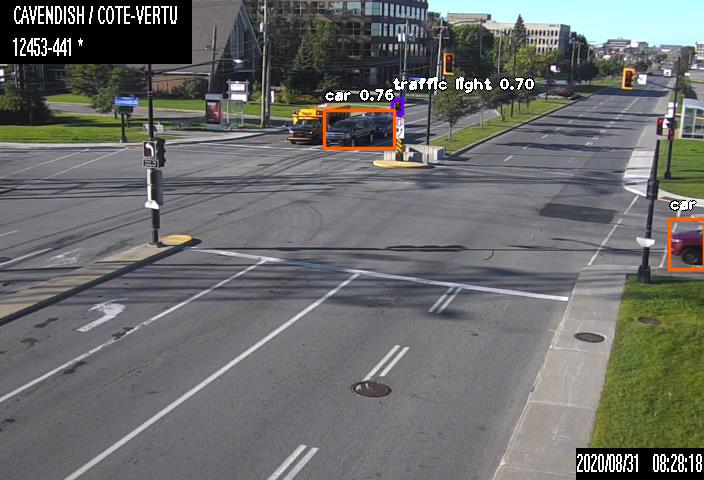 CAVENDISH / COTE-VERTU
12453-441 *
traffic light 0.70
car 0.76
Cavendish
car
2020/08/31 08:28:18